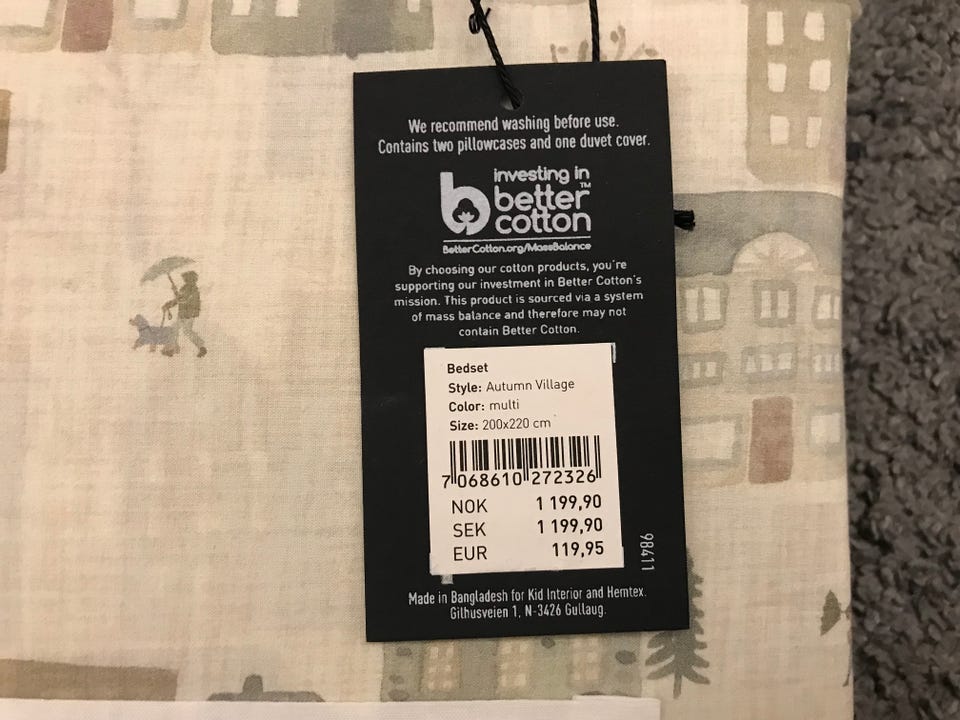 We recommend washing before use.
Contains two pillowcases and one duvet cover.
investing in
better™
cotton
BetterCotton.org/MassBalance
By choosing our cotton products, you're
supporting our investment in Better Cotton's
mission. This product is sourced via a system
of mass balance and therefore may not
contain Better Cotton.
Bedset
Style: Autumn Village
Color: multi
Size: 200x220 cm
7 068610 272326
NOK 1 199,90
SEK 1 199,90
EUR 119,95
98411
Made in Bangladesh for Kid Interior and Hemtex.
Gilhusveien 1, N-3426 Gullaug.